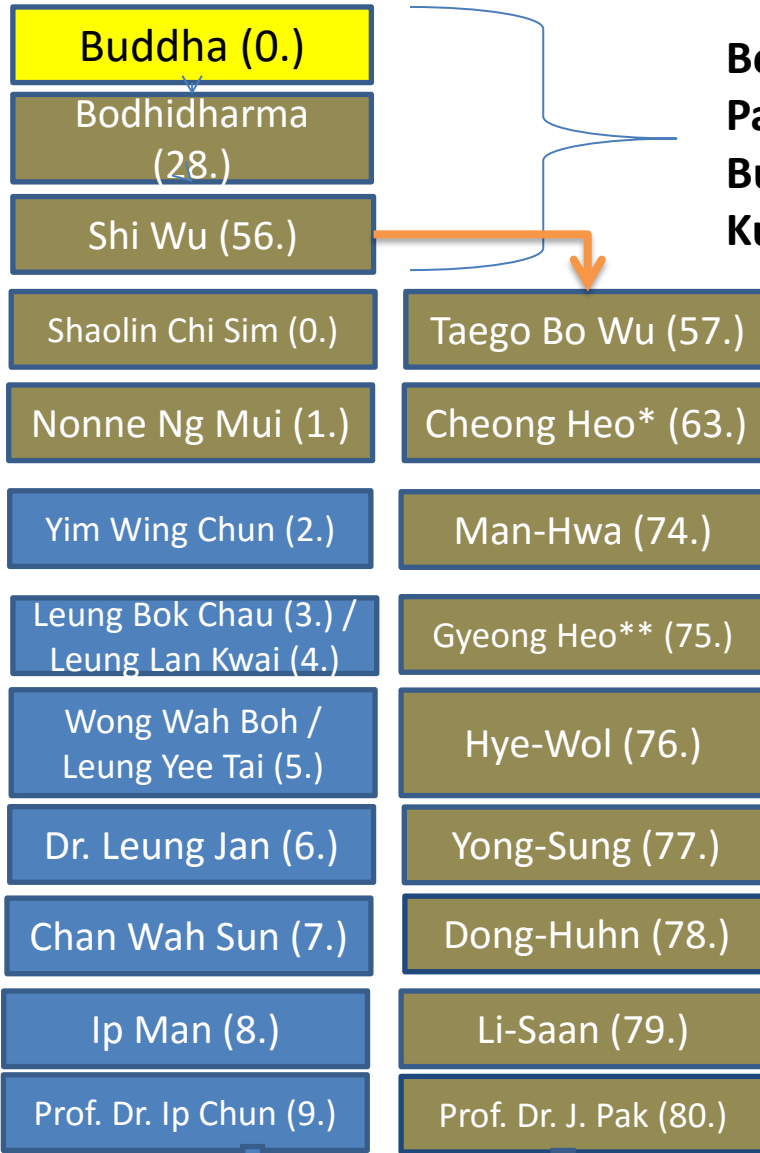 Buddha (0.)
Bodhidharma
(28.)
Shi Wu (56.)
Shaolin Chi Sim (0.)
Taego Bo Wu (57.)
Nonne Ng Mui (1.)
Cheong Heo* (63.)
Yim Wing Chun (2.)
Man-Hwa (74.)
Leung Bok Chau (3.) /
Leung Lan Kwai (4.)
Gyeong Heo** (75.)
Wong Wah Boh /
Leung Yee Tai (5.)
Hye-Wol (76.)
Dr. Leung Jan (6.)
Yong-Sung (77.)
Chan Wah Sun (7.)
Dong-Huhn (78.)
Ip Man (8.)
Li-Saan (79.)
Prof. Dr. Ip Chun (9.)
Prof. Dr. J. Pak (80.)